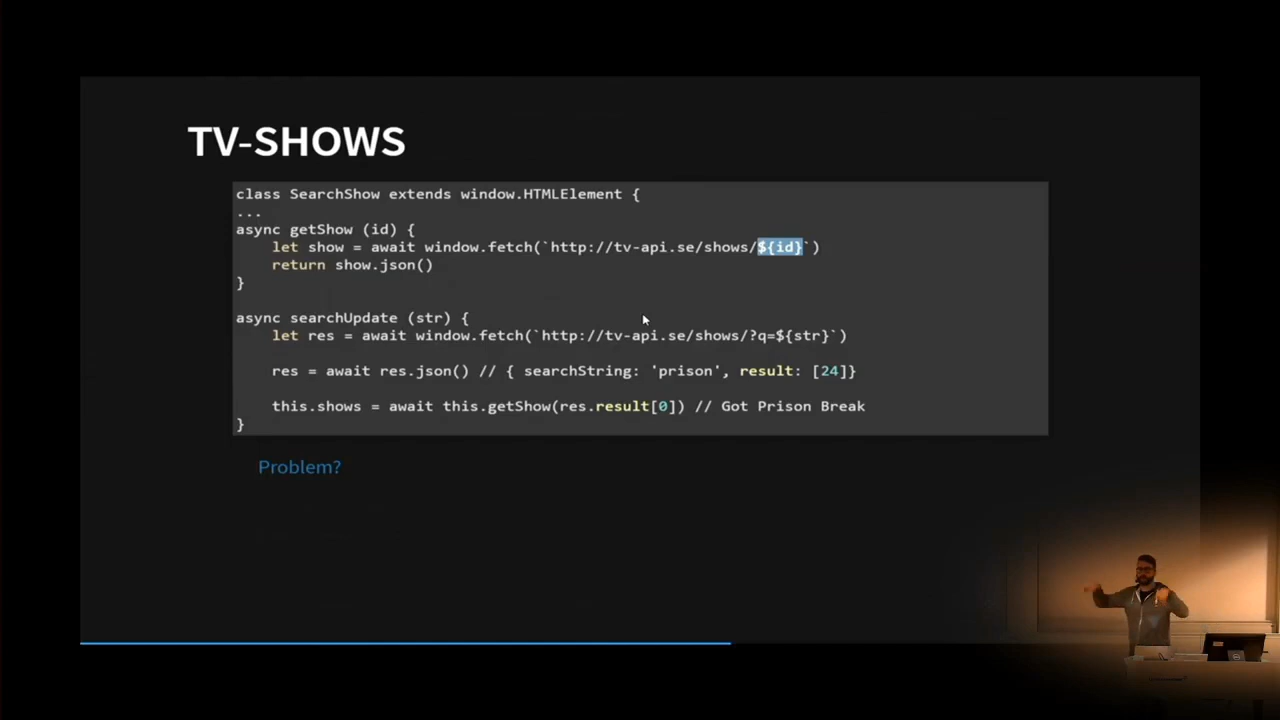 TV-SHOWS
class SearchShow extends window.HTMLElement {
...
async getShow (id) {
    let show = await window.fetch(`http://tv-api.se/shows/${id}`)
    return show.json()
}
async searchUpdate (str) {
    let res = await window.fetch(`http://tv-api.se/shows/?q=${str}`)
    res = await res.json() // { searchString: 'prison', result: [24]}
    this.shows = await this.getShow(res.result[0]) // Got Prison Break
}
Problem?